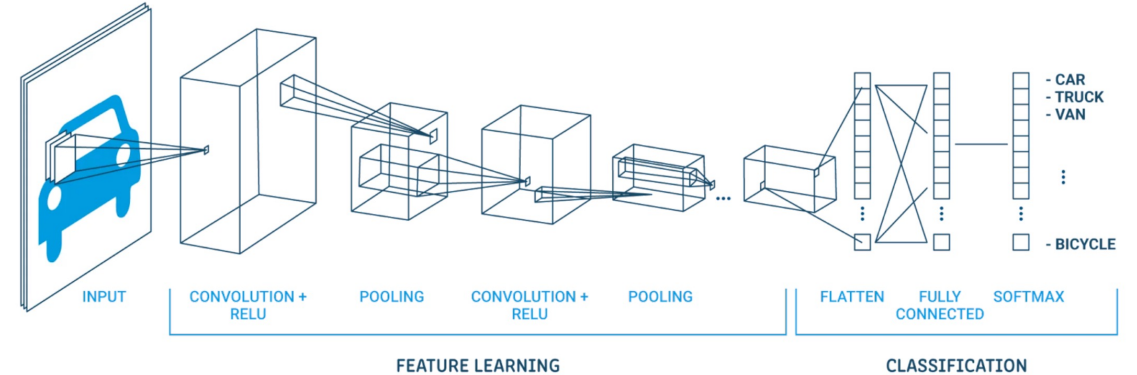 - CAR
- TRUCK
- VAN
- BICYCLE
INPUT
CONVOLUTION +
RELU
POOLING
CONVOLUTION +
RELU
POOLING
FLATTEN
FULLY
CONNECTED
SOFTMAX
FEATURE LEARNING
CLASSIFICATION